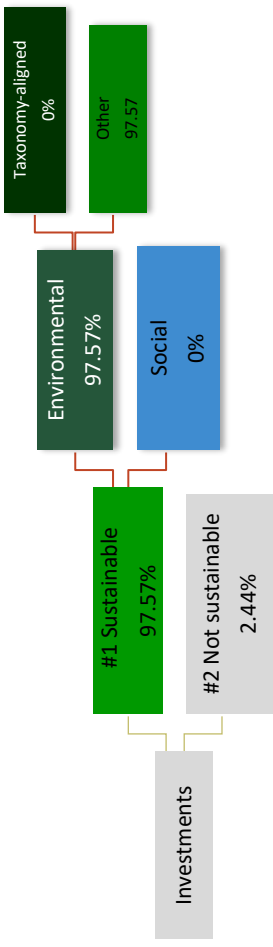 Investments
#1 Sustainable
97.57%
#2 Not sustainable
2.44%
Environmental
97.57%
Social
0%
Taxonomy-aligned
0%
Other
97.57